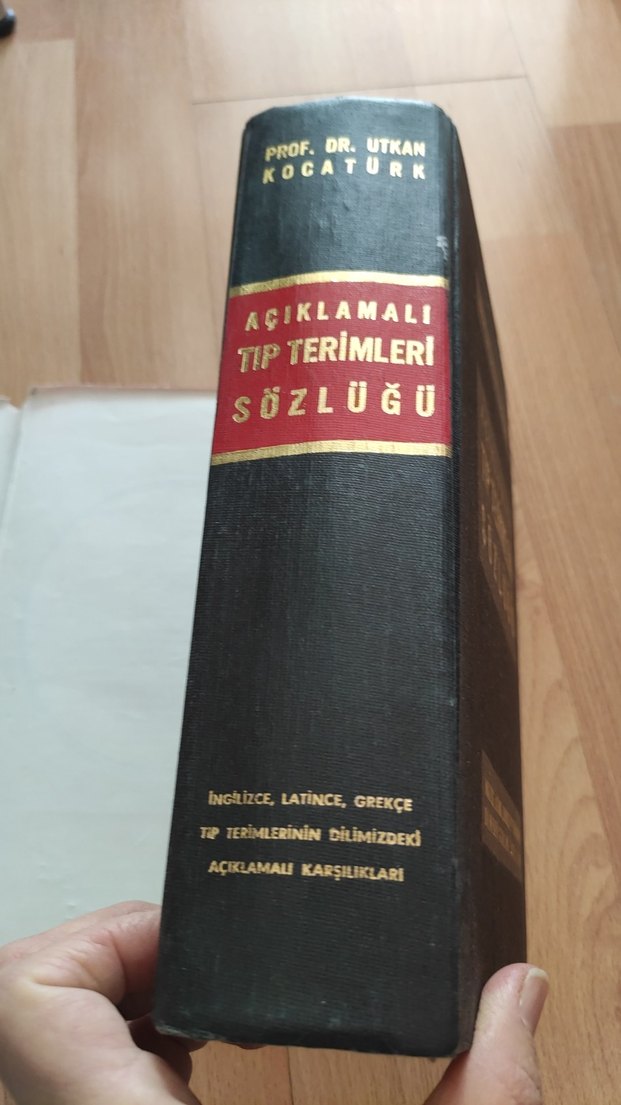 PROF. DR. UTKAN
KOCATÜRK
AÇIKLAMALI
TIP TERİMLERİ
SÖZLÜĞÜ
İNGİLİZCE, LATİNCE, GREKÇE
TIP TERİMLERİNİN DİLİMİZDEKİ
AÇIKLAMALI KARŞILIKLARI